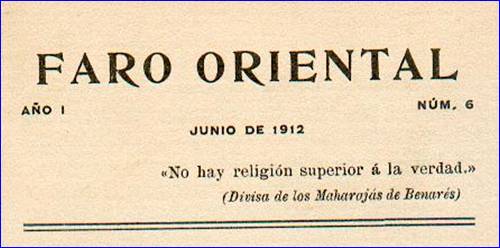 FARO ORIENTAL
AÑO I NÚM. 6
JUNIO DE 1912
«No hay religión superior á la verdad.»
(Divisa de los Maharajás de Benarés)